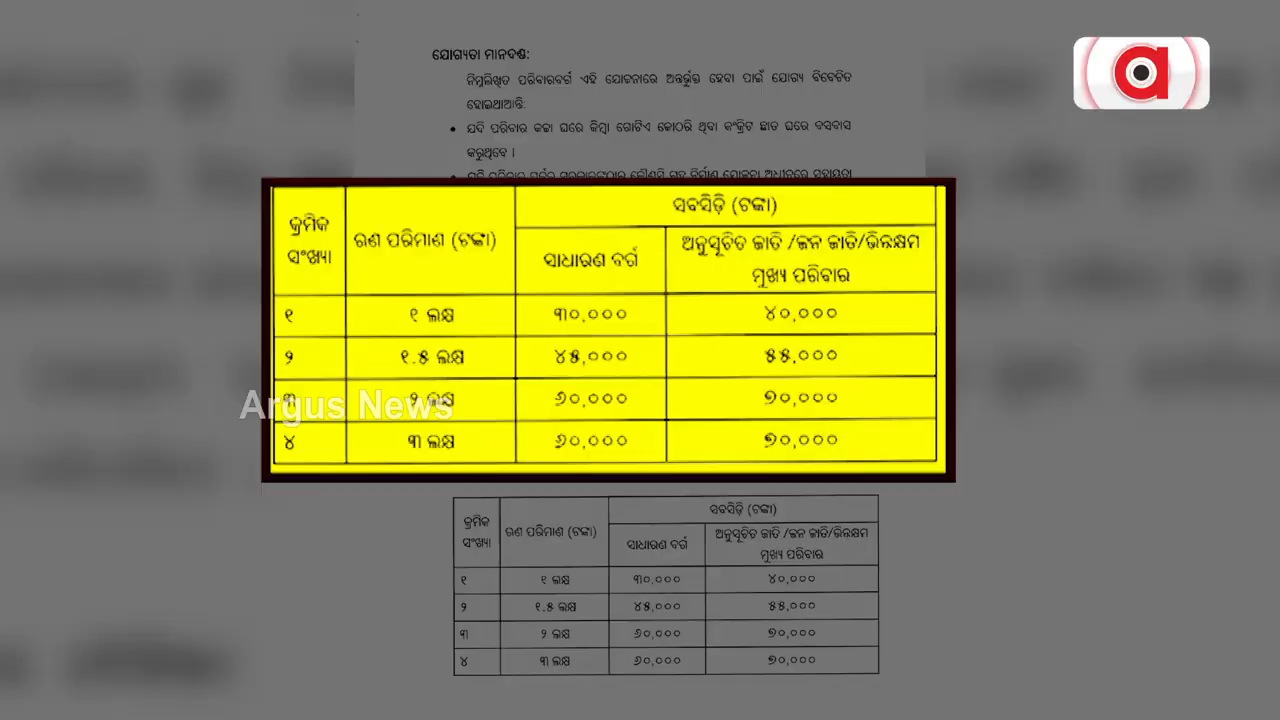 ଯୋଗ୍ୟତା ମାନଦଣ୍ଡ:
ନିମ୍ନଲିଖିତ ପରିବାରବର୍ଗ ଏହି ଯୋଜନାରେ ଅନ୍ତର୍ଭୁକ୍ତ ହେବା ପାଇଁ ଯୋଗ୍ୟ ବିବେଚିତ
ହୋଇଥାଆନ୍ତି:
• ଯଦି ପରିବାର କଚ୍ଚା ଘରେ କିମ୍ବା ଗୋଟିଏ କୋଠରି ଥିବା କଂକ୍ରିଟ ଛାତ ଘରେ ବସବାସ
କରୁଥିବେ ।
କ୍ରମିକ ସଂଖ୍ୟା ଋଣ ପରିମାଣ (ଟଙ୍କା) ସବସିଡ଼ି (ଟଙ୍କା)
ସାଧାରଣ ବର୍ଗ ଅନୁସୂଚିତ ଜାତି /ଜନ ଜାତି/ଭିନ୍ନକ୍ଷମ
ମୁଖ୍ୟ ପରିବାର
୧ ୧ ଲକ୍ଷ ୩୦,୦୦୦ ୪୦,୦୦୦
୨ ୧.୫ ଲକ୍ଷ ୪୫,୦୦୦ ୫୫,୦୦୦
୩ ୨ ଲକ୍ଷ ୬୦,୦୦୦ ୭୦,୦୦୦
୪ ୩ ଲକ୍ଷ ୬୦,୦୦୦ ୭୦,୦୦୦
Argus News
କ୍ରମିକ ସଂଖ୍ୟା ଋଣ ପରିମାଣ (ଟଙ୍କା) ସବସିଡ଼ି (ଟଙ୍କା)
ସାଧାରଣ ବର୍ଗ ଅନୁସୂଚିତ ଜାତି /ଜନ ଜାତି/ଭିନ୍ନକ୍ଷମ
ମୁଖ୍ୟ ପରିବାର
୧ ୧ ଲକ୍ଷ ୩୦,୦୦୦ ୪୦,୦୦୦
୨ ୧.୫ ଲକ୍ଷ ୪୫,୦୦୦ ୫୫,୦୦୦
୩ ୨ ଲକ୍ଷ ୬୦,୦୦୦ ୭୦,୦୦୦
୪ ୩ ଲକ୍ଷ ୬୦,୦୦୦ ୭୦,୦୦୦